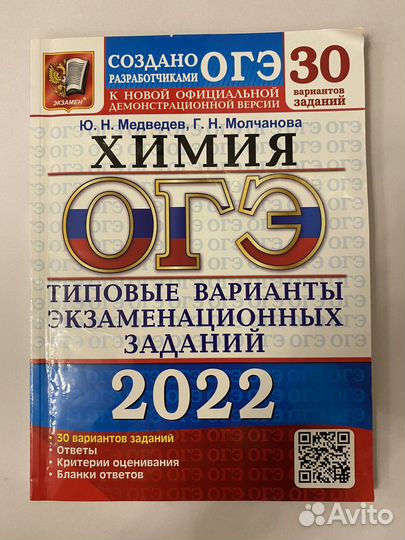 СОЗДАНО
РАЗРАБОТЧИКАМИ ОГЭ
К НОВОЙ ОФИЦИАЛЬНОЙ
ДЕМОНСТРАЦИОННОЙ ВЕРСИИ
30
вариантов
заданий
ЭКЗАМЕН
Ю. Н. Медведев, Г. Н. Молчанова
ХИМИЯ
ОГЭ
ТИПОВЫЕ ВАРИАНТЫ
ЭКЗАМЕНАЦИОННЫХ
ЗАДАНИЙ
2022
• 30 вариантов заданий
• Ответы
• Критерии оценивания
• Бланки ответов
Avito